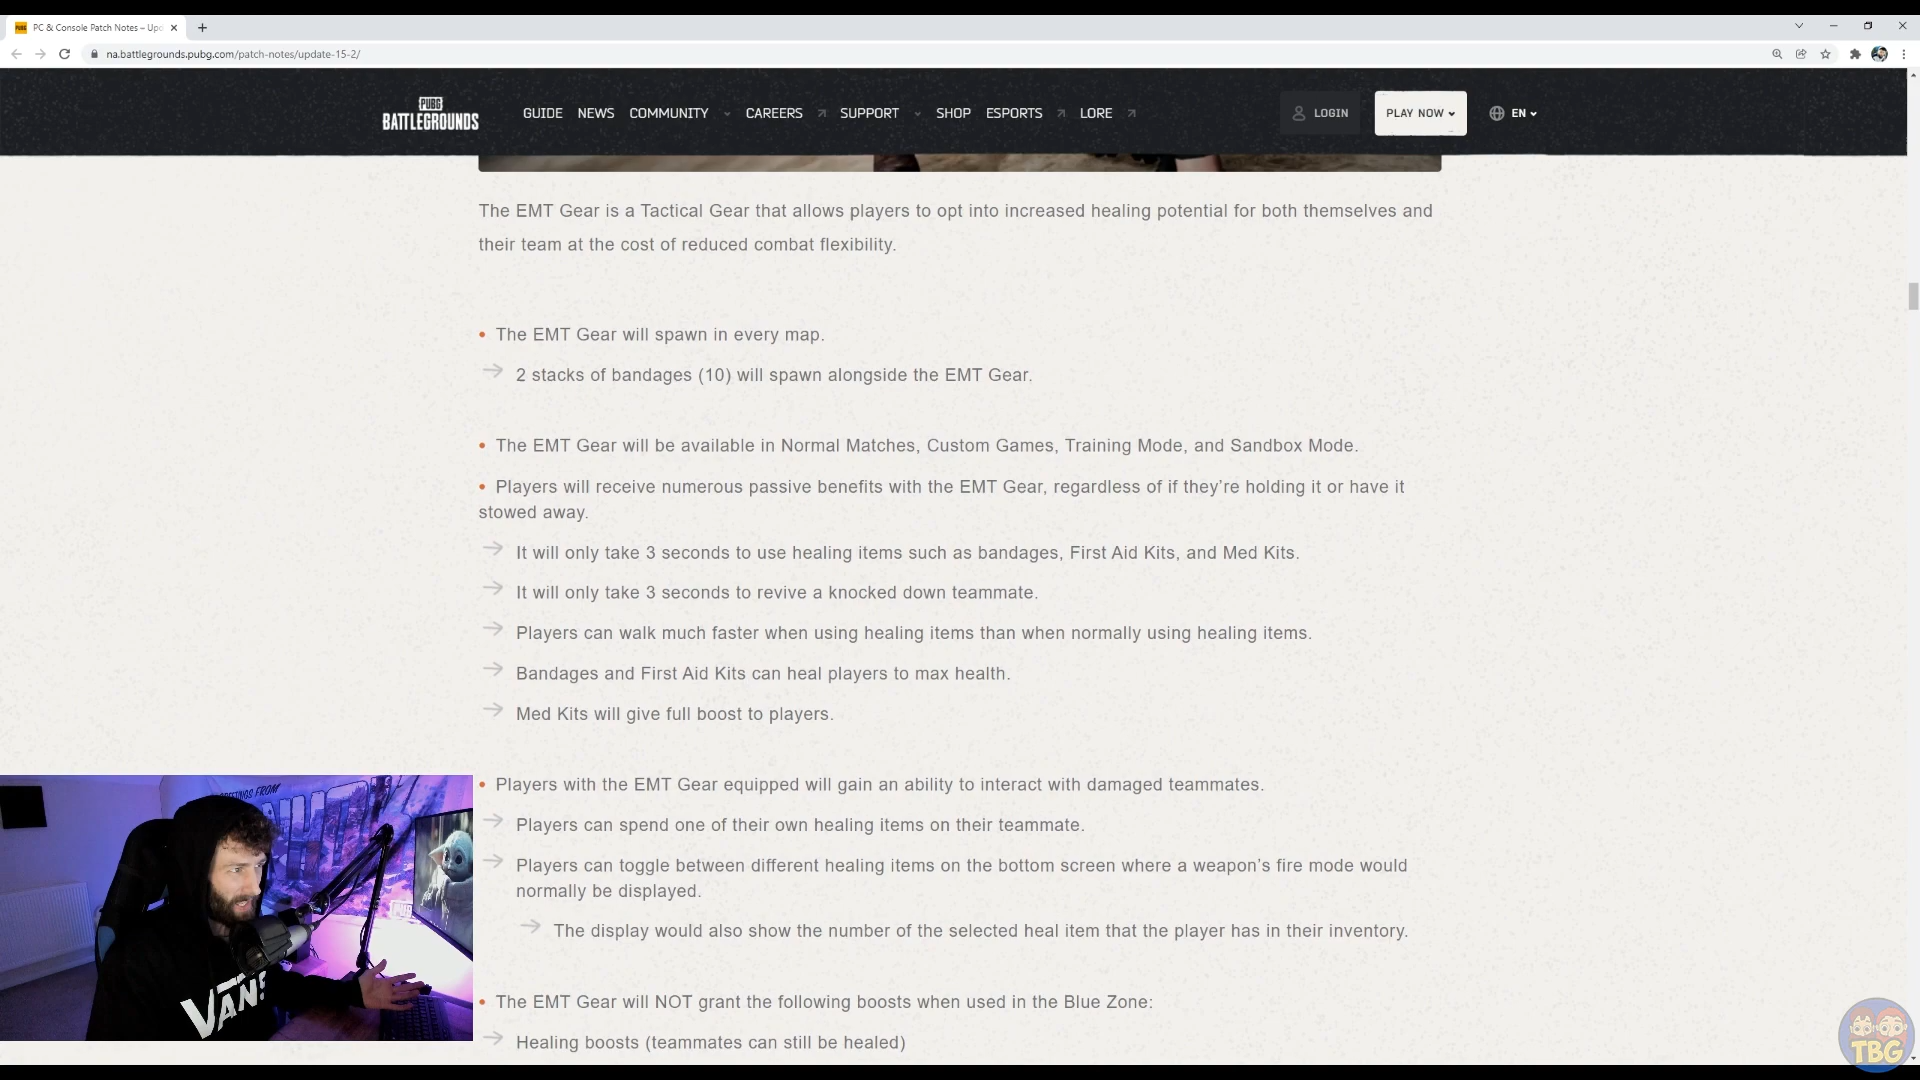 PC & Console Patch Notes – Upd
na.battlegrounds.pubg.com/patch-notes/update-15-2/
PUBG
BATTLEGROUNDS
GUIDE NEWS COMMUNITY CAREERS SUPPORT SHOP ESPORTS LORE LOGIN PLAY NOW EN
The EMT Gear is a Tactical Gear that allows players to opt into increased healing potential for both themselves and
their team at the cost of reduced combat flexibility.
• The EMT Gear will spawn in every map.
→ 2 stacks of bandages (10) will spawn alongside the EMT Gear.
• The EMT Gear will be available in Normal Matches, Custom Games, Training Mode, and Sandbox Mode.
• Players will receive numerous passive benefits with the EMT Gear, regardless of if they’re holding it or have it
stowed away.
→ It will only take 3 seconds to use healing items such as bandages, First Aid Kits, and Med Kits.
→ It will only take 3 seconds to revive a knocked down teammate.
→ Players can walk much faster when using healing items than when normally using healing items.
→ Bandages and First Aid Kits can heal players to max health.
→ Med Kits will give full boost to players.
• Players with the EMT Gear equipped will gain an ability to interact with damaged teammates.
→ Players can spend one of their own healing items on their teammate.
→ Players can toggle between different healing items on the bottom screen where a weapon’s fire mode would
normally be displayed.
→ The display would also show the number of the selected heal item that the player has in their inventory.
• The EMT Gear will NOT grant the following boosts when used in the Blue Zone:
→ Healing boosts (teammates can still be healed)
VANS
TBG